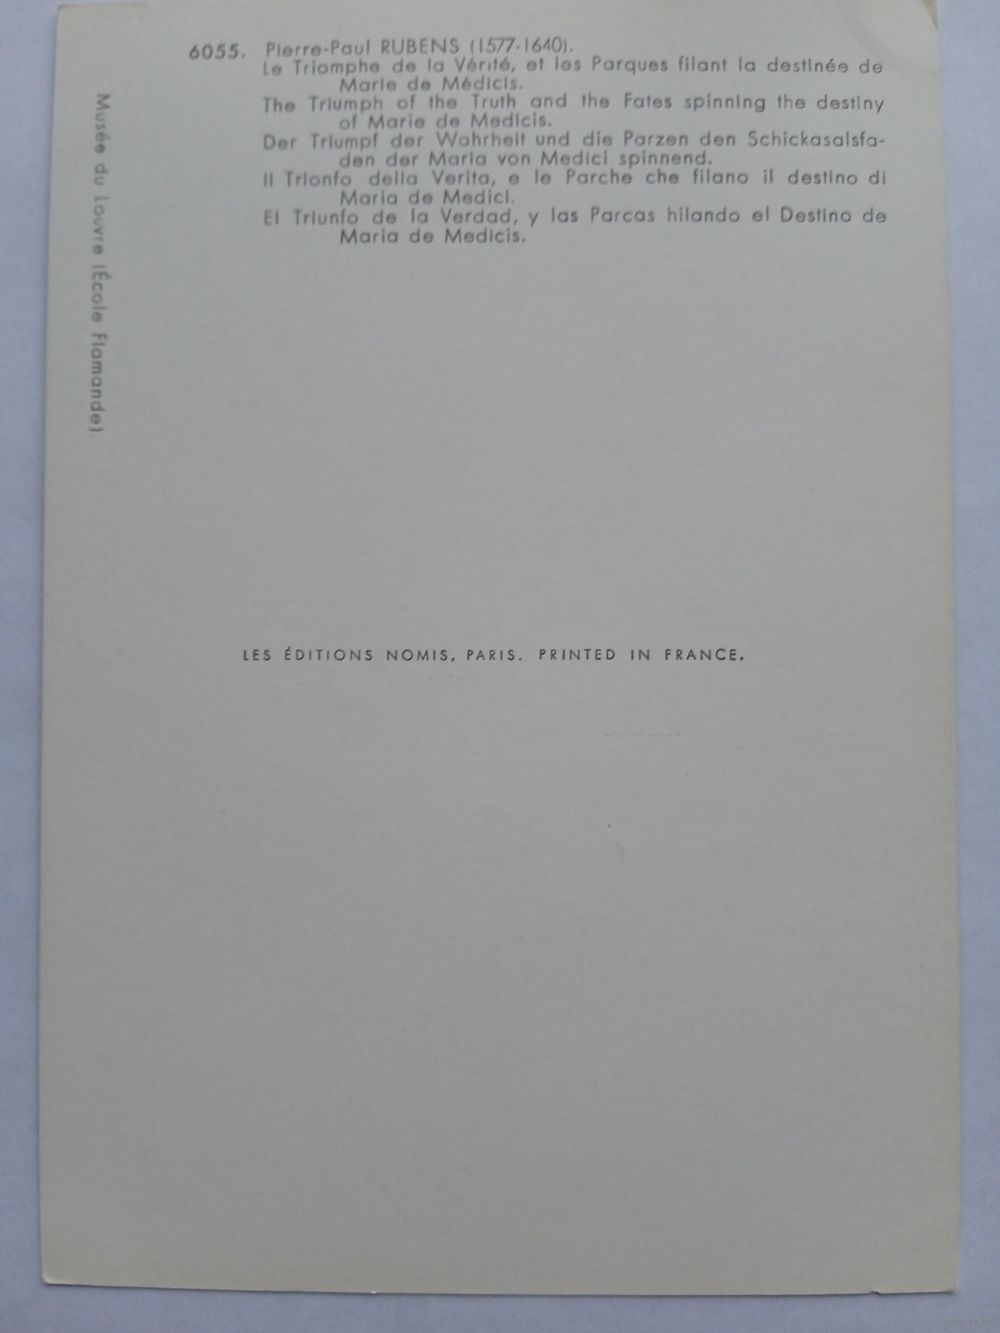 6055. Pierre-Paul RUBENS (1577-1640).
Le Triomphe de la Vérité, et les Parques filant la destinée de
Marie de Médicis.
The Triumph of the Truth and the Fates spinning the destiny
of Marie de Medicis.
Der Triumpf der Wahrheit und die Parzen den Schickasalsfa-
den der Maria von Medici spinnend.
Il Trionfo della Verita, e le Parche che filano il destino di
Maria de Medici.
El Triunfo de la Verdad, y las Parcas hilando el Destino de
Maria de Medicis.
Musée du Louvre (École Flamande).
LES ÉDITIONS NOMIS, PARIS. PRINTED IN FRANCE.